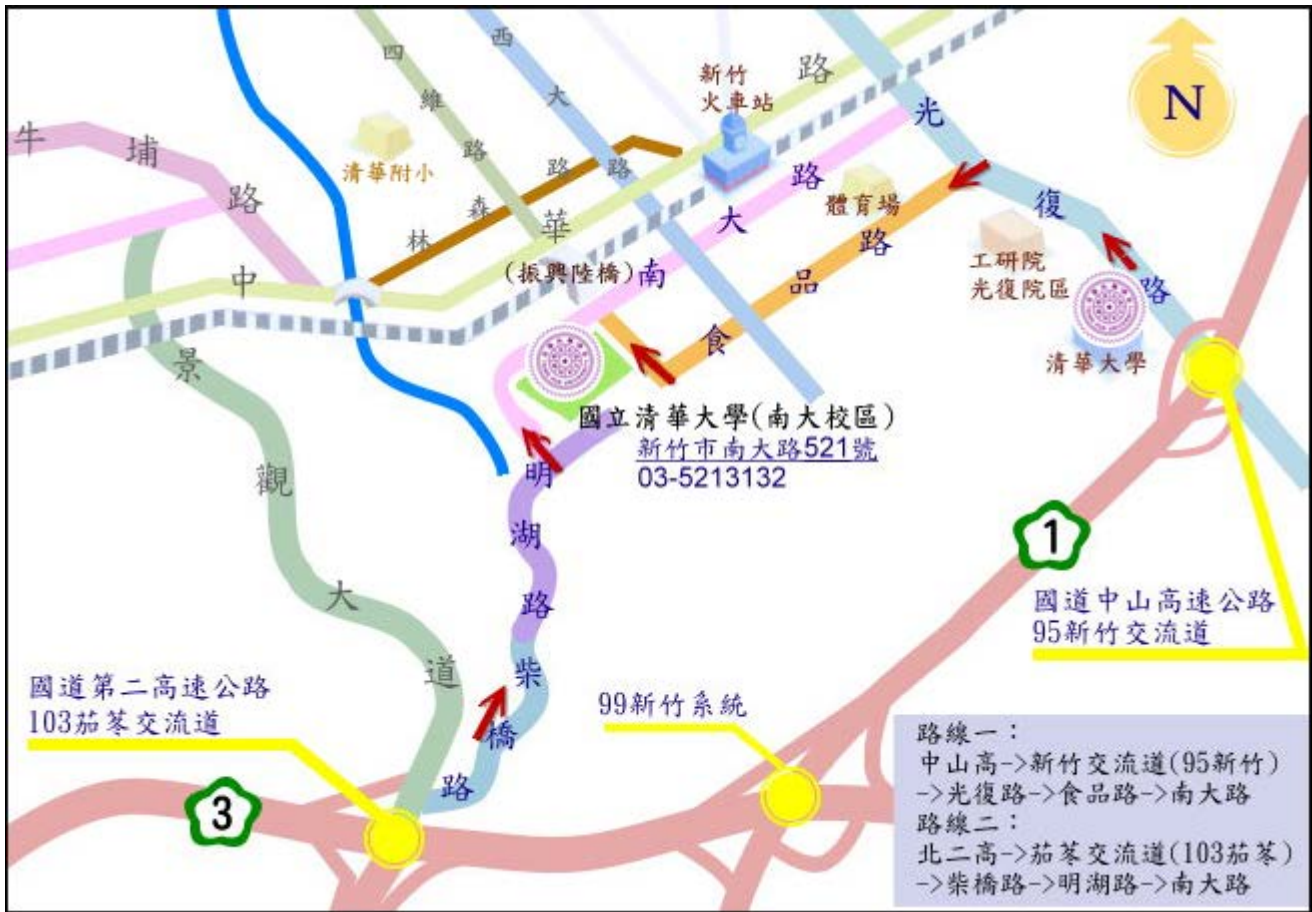 四維路
西大路
新竹
火車站
中華路
N
光復路
牛埔路
清華附小
林森路
南大路
體育場
食品路
(振興陸橋)
工研院
光復院區
清華大學
國立清華大學(南大校區)
新竹市南大路521號
03-5213132
景觀大道
明湖路
柴橋路
1
國道中山高速公路
95新竹交流道
國道第二高速公路
103茄苳交流道
99新竹系統
3
路線一：
中山高->新竹交流道(95新竹)
->光復路->食品路->南大路
路線二：
北二高->茄苳交流道(103茄苳)
->柴橋路->明湖路->南大路